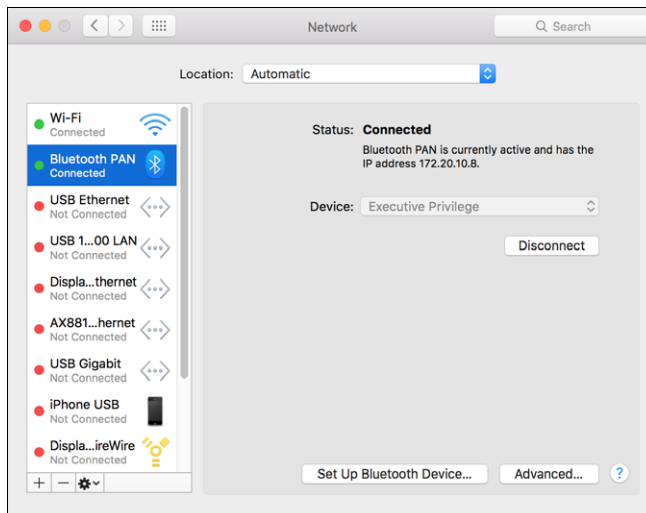 Network
Search
Location: Automatic
Wi-Fi
Connected
Bluetooth PAN
Connected
USB Ethernet
Not Connected
USB 1...00 LAN
Not Connected
Displa...thernet
Not Connected
AX881...hernet
Not Connected
USB Gigabit
Not Connected
iPhone USB
Not Connected
Displa...ireWire
Not Connected
Status: Connected
Bluetooth PAN is currently active and has the
IP address 172.20.10.8.
Device: Executive Privilege
Disconnect
Set Up Bluetooth Device...
Advanced...
?